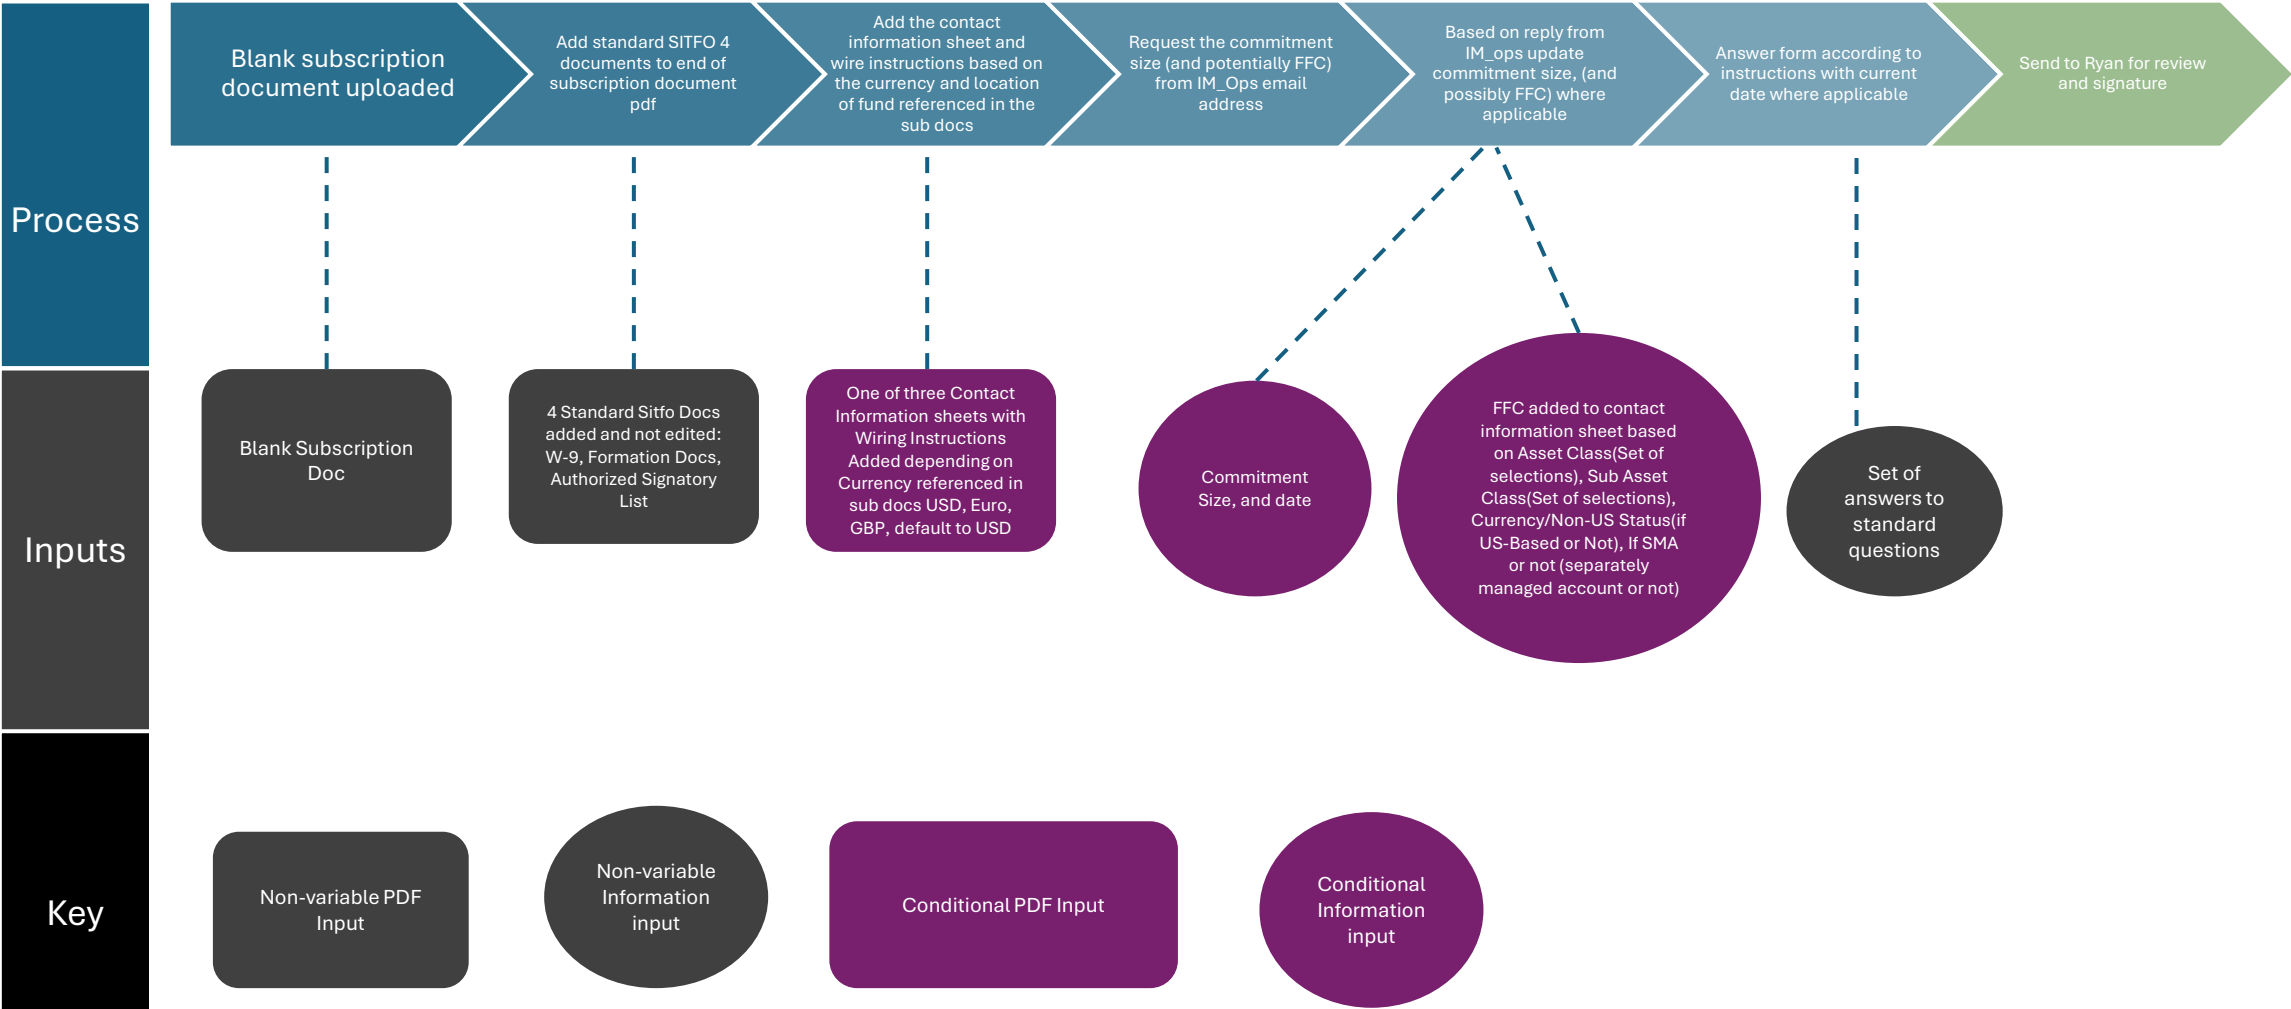 Process
Blank subscription
document uploaded
Add standard SITFO 4
documents to end of
subscription document
pdf
Add the contact
information sheet and
wire instructions based on
the currency and location
of fund referenced in the
sub docs
Request the commitment
size (and potentially FFC)
from IM_Ops email
address
Based on reply from
IM_ops update
commitment size, (and
possibly FFC) where
applicable
Answer form according to
instructions with current
date where applicable
Send to Ryan for review
and signature
Inputs
Blank Subscription
Doc
4 Standard Sitfo Docs
added and not edited:
W-9, Formation Docs,
Authorized Signatory
List
One of three Contact
Information sheets with
Wiring Instructions
Added depending on
Currency referenced in
sub docs USD, Euro,
GBP, default to USD
Commitment
Size, and date
FFC added to contact
information sheet based
on Asset Class(Set of
selections), Sub Asset
Class(Set of selections),
Currency/Non-US Status(if
US-Based or Not), If SMA
or not (separately
managed account or not)
Set of
answers to
standard
questions
Key
Non-variable PDF
Input
Non-variable
Information
input
Conditional PDF Input
Conditional
Information
input